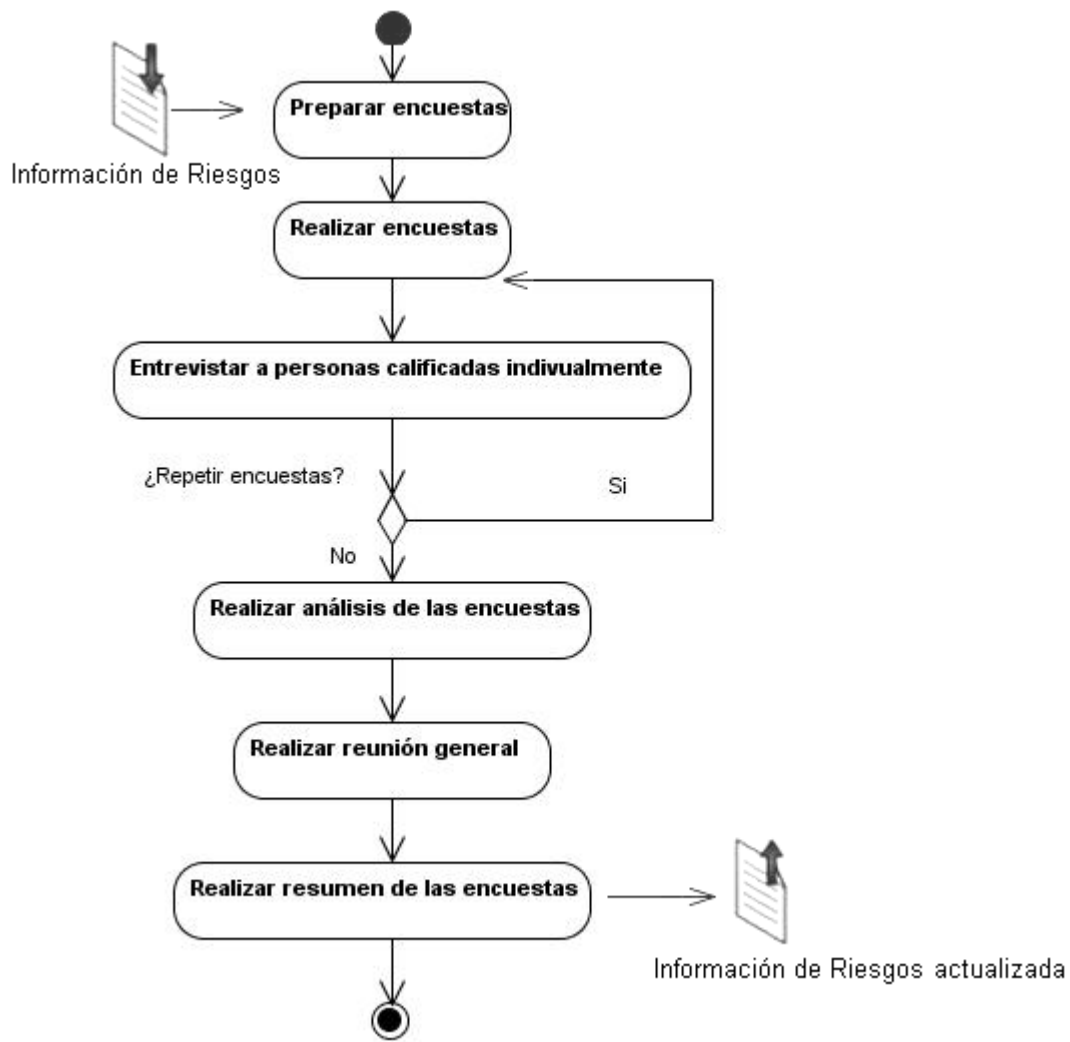 Preparar encuestas
Información de Riesgos
Realizar encuestas
Entrevistar a personas calificadas indivualmente
¿Repetir encuestas?
Si
No
Realizar análisis de las encuestas
Realizar reunión general
Realizar resumen de las encuestas
Información de Riesgos actualizada